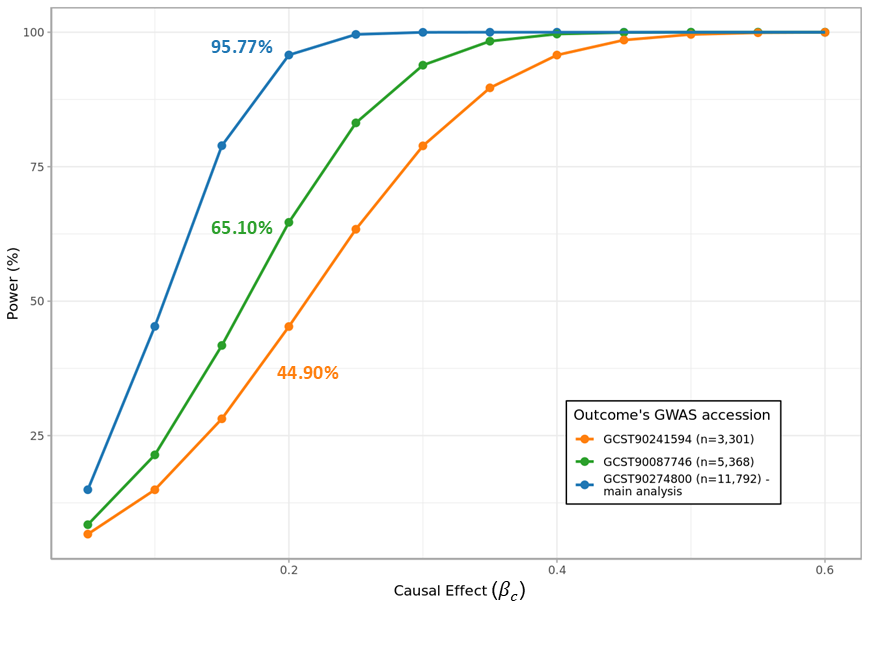 100
95.77%
75
65.10%
Power (%)
50
44.90%
25
Outcome's GWAS accession
GCST90241594 (n=3,301)
GCST90087746 (n=5,368)
GCST90274800 (n=11,792) -
main analysis
0.2
0.4
0.6
Causal Effect (β_c)